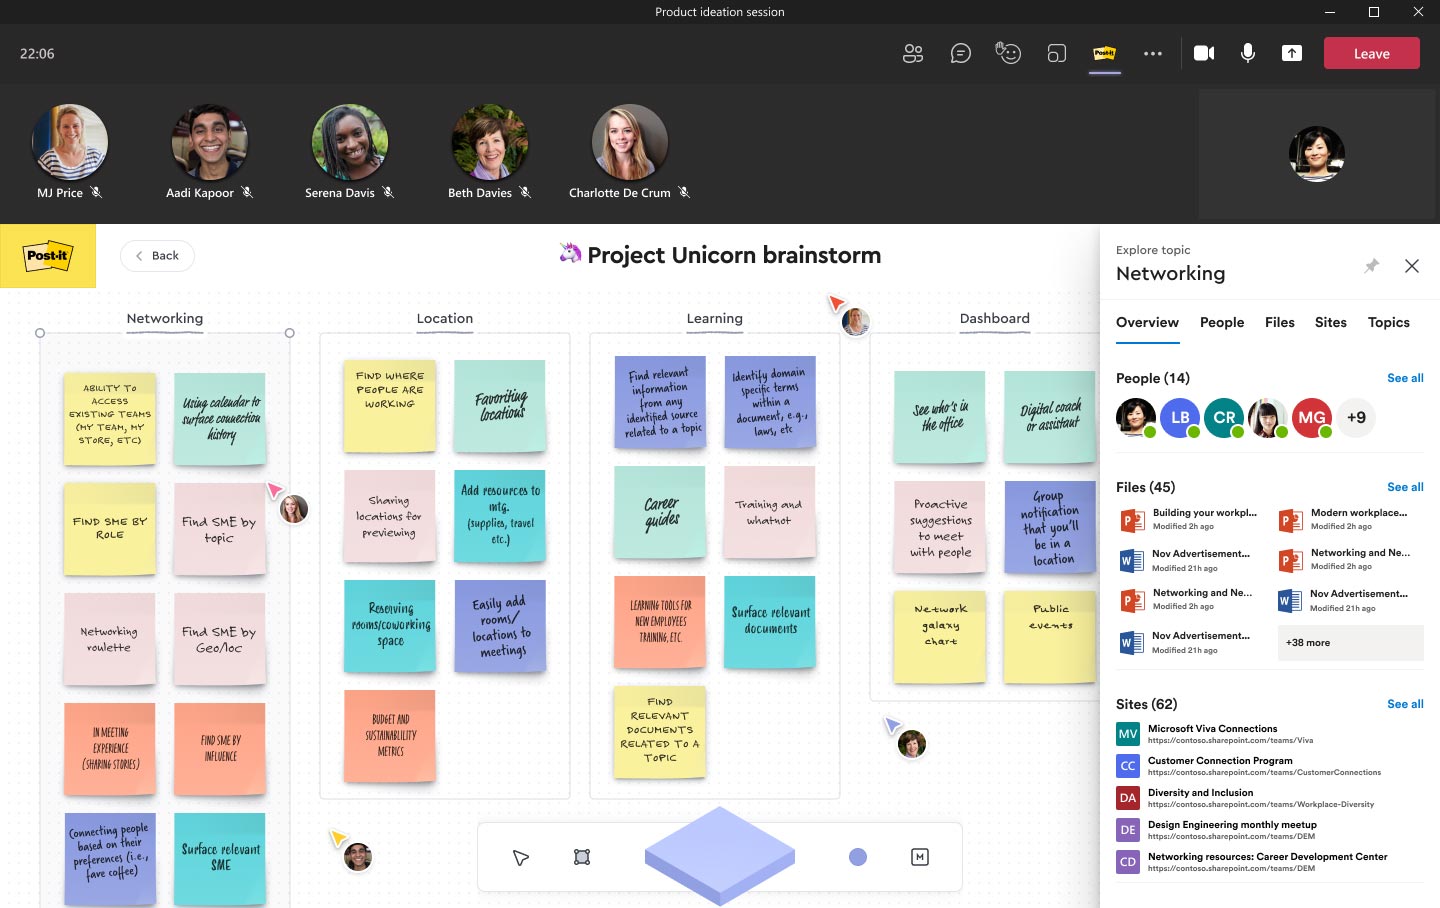 Product ideation session
22:06
Post-it
Leave
MJ Price
Aadi Kapoor
Serena Davis
Beth Davies
Charlotte De Crum
Post-it
Back
Project Unicorn brainstorm
Networking
ABILITY TO
ACCESS
EXISTING TEAMS
(MY TEAM, MY
STORE, ETC)
Using calendar to
surface connection
history
FIND SME BY
ROLE
Find SME by
topic
Networking
roulette
Find SME by
Geo/loc
IN MEETING
EXPERIENCE
(SHARING STORIES)
FIND SME BY
INFLUENCE
Connecting people
based on their
preferences (i.e.,
fave coffee)
Surface relevant
SME
Location
FIND WHERE
PEOPLE ARE
WORKING
Favoriting
locations
Sharing
locations for
previewing
Add resources to
mtg.
(supplies, travel
etc.)
Reserving
rooms/coworking
space
Easily add
rooms/
locations to
meetings
BUDGET AND
SUSTAINABLILITY
METRICS
Learning
Find relevant
information
from any
identified source
related to a topic
Identify domain
specific terms
within a
document, e.g.,
laws, etc
Career
guides
Training and
whatnot
LEARNING TOOLS FOR
NEW EMPLOYEES
TRAINING, ETC.
Surface relevant
documents
FIND
RELEVANT
DOCUMENTS
RELATED TO A
TOPIC
Dashboard
See who's in
the office
Digital coach
or assistant
Proactive
suggestions
to meet
with people
Group
notification
that you'll
be in a
location
Network
galaxy
chart
Public
events
M
Explore topic
Networking
Overview
People
Files
Sites
Topics
People (14)
See all
LB
CR
MG
+9
Files (45)
See all
Building your workpl...
Modified 2h ago
Modern workplace...
Modified 2h ago
Nov Advertisement...
Modified 21h ago
Networking and Ne...
Modified 2h ago
Networking and Ne...
Modified 2h ago
Nov Advertisement...
Modified 21h ago
Nov Advertisement...
Modified 21h ago
+38 more
Sites (62)
See all
MV
Microsoft Viva Connections
https://contoso.sharepoint.com/teams/Viva
CC
Customer Connection Program
https://contoso.sharepoint.com/teams/CustomerConnections
DA
Diversity and Inclusion
https://contoso.sharepoint.com/teams/Workplace-Diversity
DE
Design Engineering monthly meetup
https://contoso.sharepoint.com/teams/DEM
CD
Networking resources: Career Development Center
https://contoso.sharepoint.com/teams/DEM